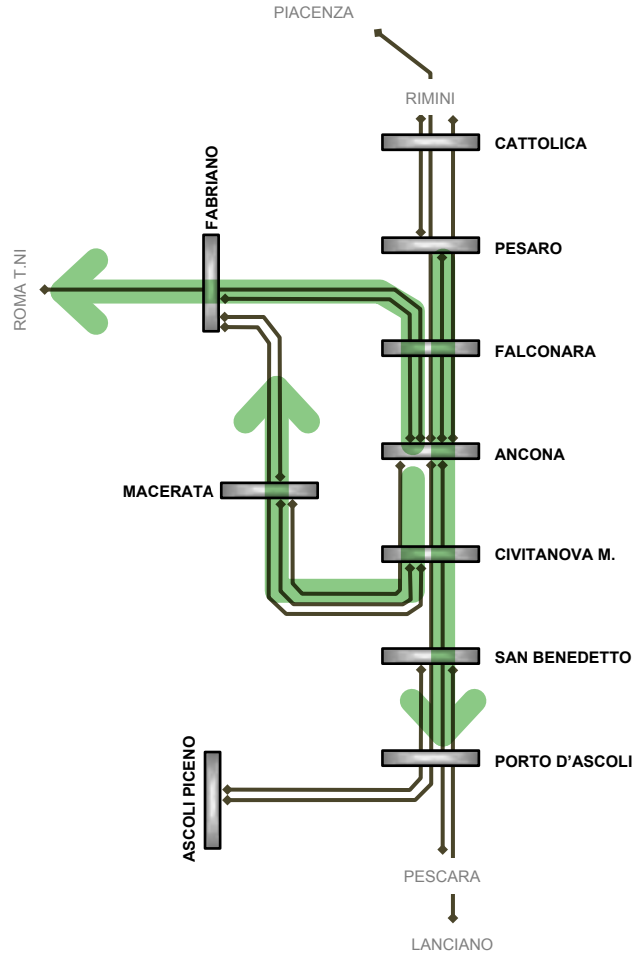 PIACENZA
RIMINI
CATTOLICA
FABRIANO
PESARO
ROMA T.NI
FALCONARA
ANCONA
MACERATA
CIVITANOVA M.
SAN BENEDETTO
PORTO D'ASCOLI
ASCOLI PICENO
PESCARA
LANCIANO